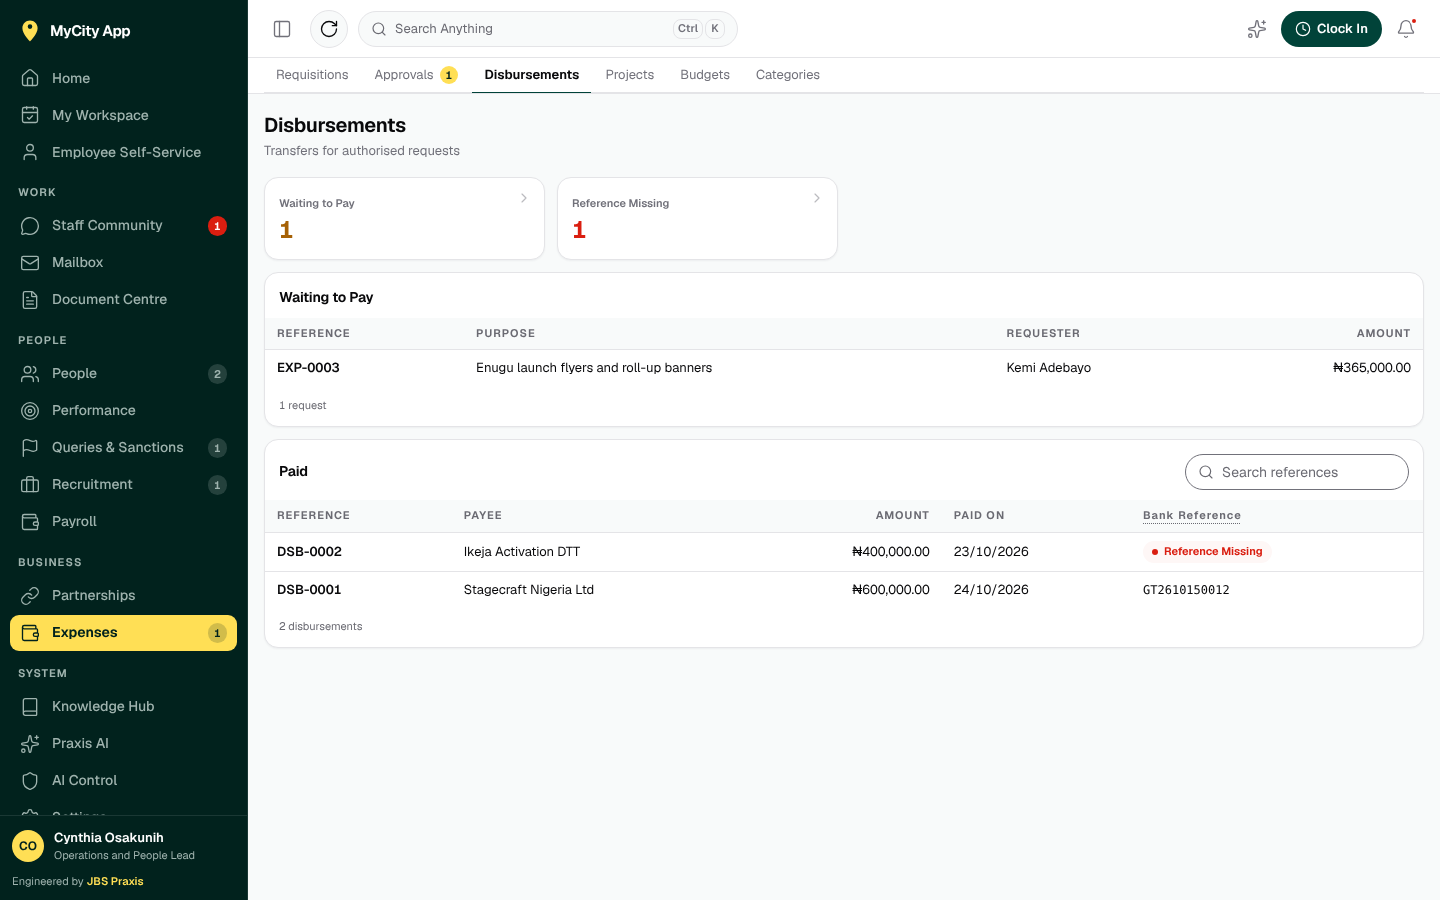 MyCity App
Home
My Workspace
Employee Self-Service
WORK
Staff Community 1
Mailbox
Document Centre
PEOPLE
People 2
Performance
Queries & Sanctions 1
Recruitment 1
Payroll
BUSINESS
Partnerships
Expenses 1
SYSTEM
Knowledge Hub
Praxis AI
AI Control
CO
Cynthia Osakunih
Operations and People Lead
Engineered by JBS Praxis
Search Anything Ctrl K
Clock In
Requisitions Approvals 1 Disbursements Projects Budgets Categories
Disbursements
Transfers for authorised requests
Waiting to Pay
1
Reference Missing
1
Waiting to Pay
REFERENCE PURPOSE REQUESTER AMOUNT
EXP-0003 Enugu launch flyers and roll-up banners Kemi Adebayo ₦365,000.00
1 request
Paid
Search references
REFERENCE PAYEE AMOUNT PAID ON Bank Reference
DSB-0002 Ikeja Activation DTT ₦400,000.00 23/10/2026 Reference Missing
DSB-0001 Stagecraft Nigeria Ltd ₦600,000.00 24/10/2026 GT2610150012
2 disbursements